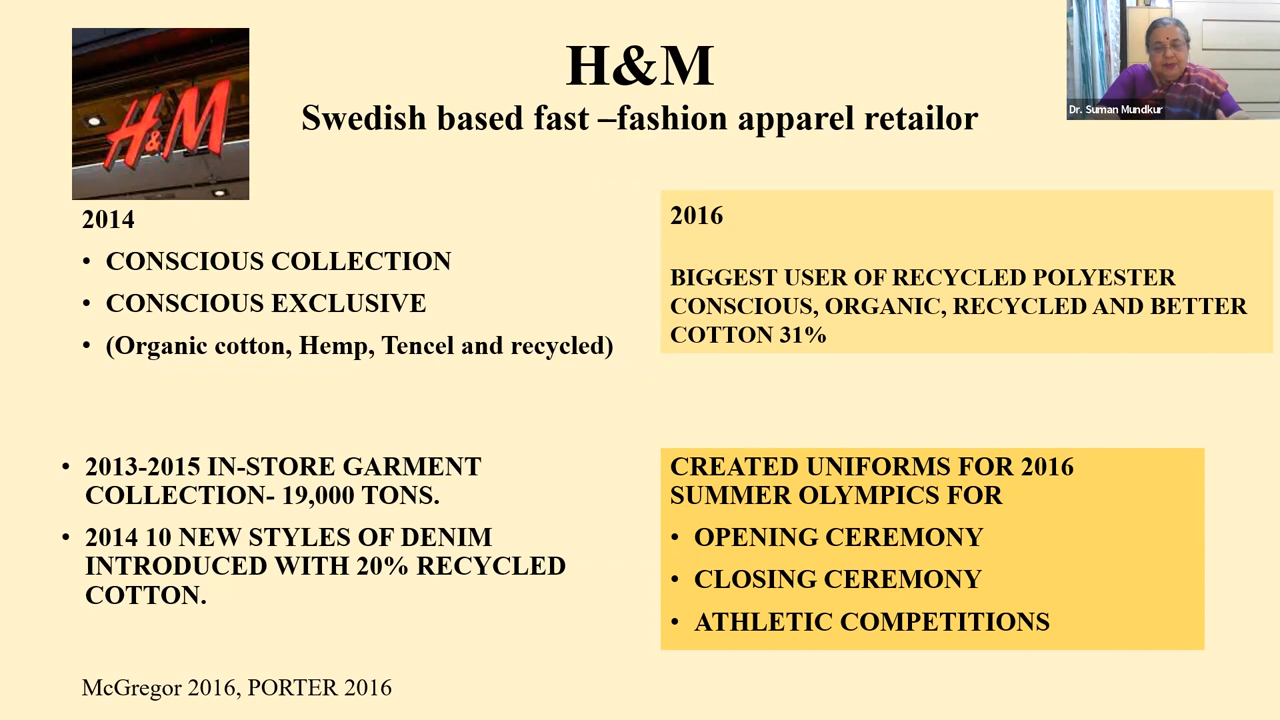 H&M
H&M
Swedish based fast –fashion apparel retailor
Dr. Suman Mundkur
2014
• CONSCIOUS COLLECTION
• CONSCIOUS EXCLUSIVE
• (Organic cotton, Hemp, Tencel and recycled)
2016
BIGGEST USER OF RECYCLED POLYESTER
CONSCIOUS, ORGANIC, RECYCLED AND BETTER
COTTON 31%
• 2013-2015 IN-STORE GARMENT
COLLECTION- 19,000 TONS.
• 2014 10 NEW STYLES OF DENIM
INTRODUCED WITH 20% RECYCLED
COTTON.
CREATED UNIFORMS FOR 2016
SUMMER OLYMPICS FOR
• OPENING CEREMONY
• CLOSING CEREMONY
• ATHLETIC COMPETITIONS
McGregor 2016, PORTER 2016